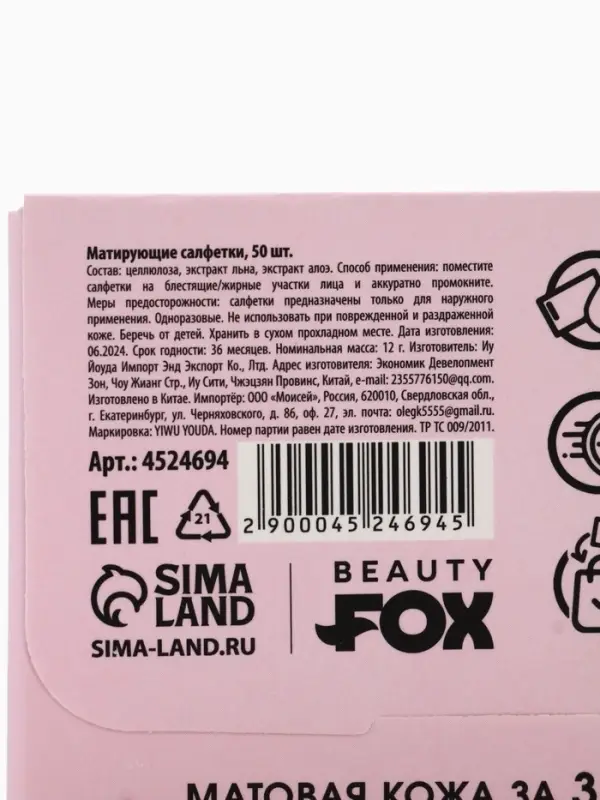 Матирующие салфетки, 50 шт.
Состав: целлюлоза, экстракт льна, экстракт алоэ. Способ применения: поместите
салфетки на блестящие/жирные участки лица и аккуратно промокните.
Меры предосторожности: салфетки предназначены только для наружного
применения. Одноразовые. Не использовать при поврежденной и раздраженной
коже. Беречь от детей. Хранить в сухом прохладном месте. Дата изготовления:
06.2024. Срок годности: 36 месяцев. Номинальная масса: 12 г. Изготовитель: Иу
Йоуда Импорт Энд Экспорт Ко., Лтд. Адрес изготовителя: Экономик Девелопмент
Зон, Чоу Жианг Стр., Иу Сити, Чжэцзян Провинс, Китай, e-mail: 2355776150@qq.com.
Изготовлено в Китае. Импортёр: ООО «Моисей», Россия, 620010, Свердловская обл.,
г. Екатеринбург, ул. Черняховского, д. 86, оф. 27, эл. почта: olegk5555@gmail.ru.
Маркировка: YIWU YOUDA. Номер партии равен дате изготовления. ТР ТС 009/2011.
Арт.: 4524694
EAC
21
2 900045 246945
SIMA
LAND
SIMA-LAND.RU
BEAUTY
FOX
МАТОВАЯ КОЖА ЗА 3